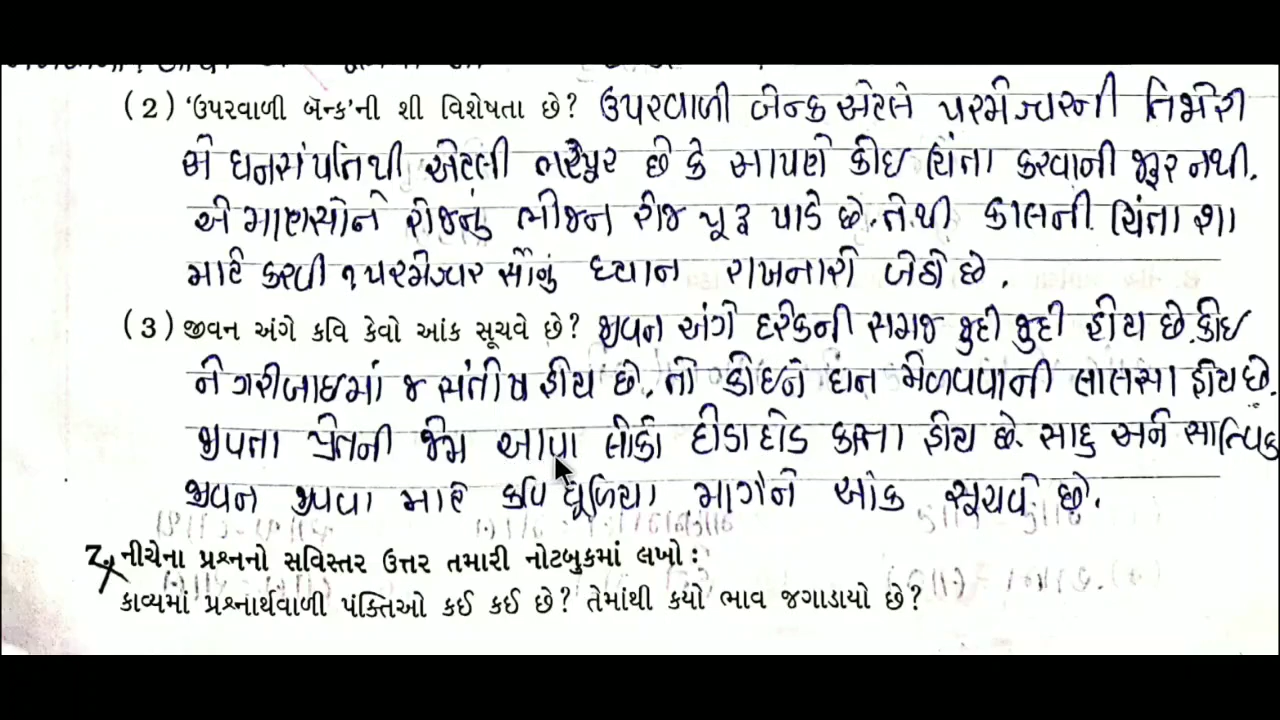 (2) 'ઉપરવાળી બૅન્ક'ની શી વિશેષતા છે? ઉપરવાળી બેન્ક એટલે પરમેશ્વરની તિજોરી
એ ધનસંપતિથી એટલી ભરપૂર છે કે આપણે કોઇ ચિંતા કરવાની જરૂર નથી.
એ માણસોને રોજનું ભોજન રોજ પૂરૂ પાડે છે. તેથી કાલની ચિંતા શા
માટે કરવી ? પરમેશ્વર સૌનું ધ્યાન રાખનારો બેઠો છે.
(3) જીવન અંગે કવિ કેવો આંક સૂચવે છે? જીવન અંગે દરેકની સમજ જુદી જુદી હોય છે. કોઇ
ને ગરીબાઇમાં જ સંતોષ હોય છે. તો કોઇને ધન મેળવવાની લાલસા હોય છે.
જીવતા પ્રેતની જેમ આવા લોકો દોડાદોડ કરતા હોય છે. સાદુ અને સાત્વિક
જીવન જીવવા માટે કવિ ધૂળિયા માર્ગને આંક સૂચવે છે.
7. નીચેના પ્રશ્નનો સવિસ્તર ઉત્તર તમારી નોટબુકમાં લખો :
કાવ્યમાં પ્રશ્નાર્થવાળી પંક્તિઓ કઈ કઈ છે? તેમાંથી કયો ભાવ જગાડાયો છે?